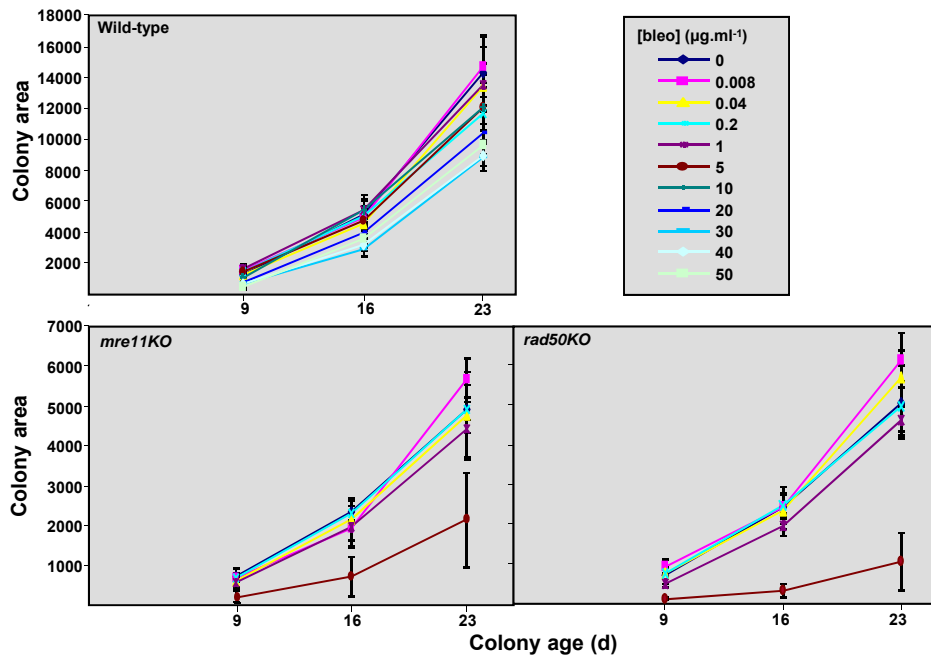 Wild-type
Colony area
18000
16000
14000
12000
10000
8000
6000
4000
2000
9 16 23
[bleo] (µg.ml⁻¹)
0
0.008
0.04
0.2
1
5
10
20
30
40
50
mre11KO
Colony area
7000
6000
5000
4000
3000
2000
1000
9 16 23
rad50KO
9 16 23
Colony age (d)